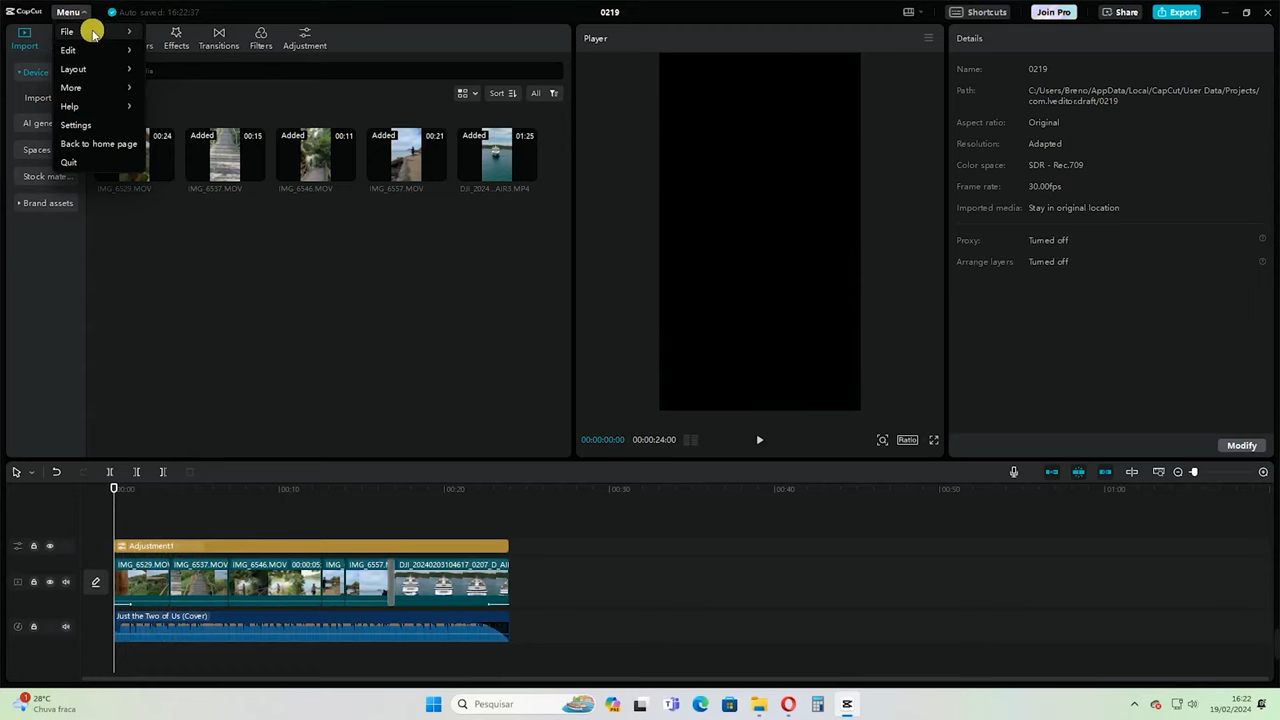 CapCut
Menu
Auto saved: 16:22:37
0219
Shortcuts
Join Pro
Share
Export
File
Edit
Layout
More
Help
Settings
Back to home page
Quit
Import
Effects
Transitions
Filters
Adjustment
Device
Import
AI gene
Spaces
Stock mate...
Brand assets
Sort
All
00:24
Added
00:15
Added
00:11
Added
00:21
Added
01:25
IMG_6529.MOV
IMG_6537.MOV
IMG_6546.MOV
IMG_6557.MOV
DJI_2024...AIR3.MP4
Player
00:00:00:00
00:00:24:00
Ratio
Details
Name:
0219
Path:
C:/Users/Breno/AppData/Local/CapCut/User Data/Projects/
com.lveditor.draft/0219
Aspect ratio:
Original
Resolution:
Adapted
Color space:
SDR - Rec.709
Frame rate:
30.00fps
Imported media:
Stay in original location
Proxy:
Turned off
Arrange layers
Turned off
Modify
00:00
00:10
00:20
00:30
00:40
00:50
01:00
Adjustment1
IMG_6529.MOV
IMG_6537.MOV
IMG_6546.MOV 00:00:05:
IMG
IMG_6557.M
DJI_20240203104617_0207_D_AI
Just the Two of Us (Cover)
1
28°C
Chuva fraca
Pesquisar
16:22
19/02/2024